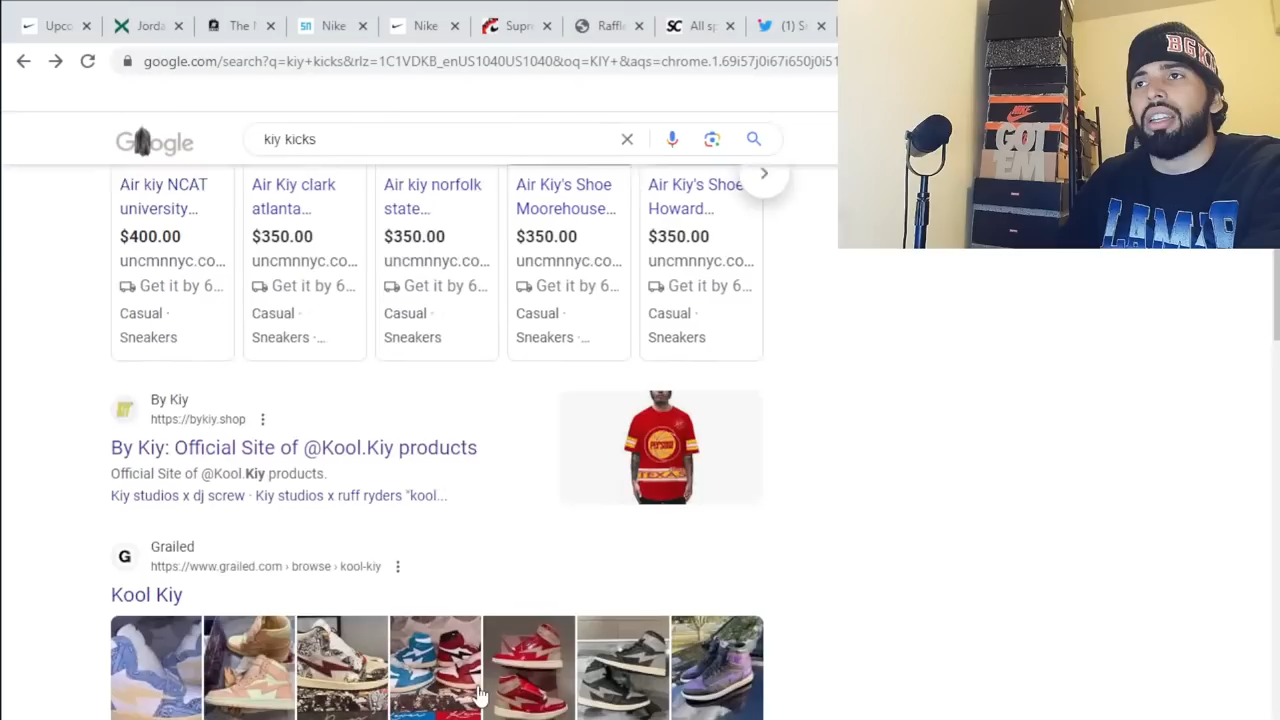 Upcc
Jorda
The I
Nike
Nike
Supr
Raffl
SC All sp
(1) S
google.com/search?q=kiy+kicks&rlz=1C1VDKB_enUS1040US1040&oq=KIY+&aqs=chrome.1.69i57j0i67i650j0i51
Google
kiy kicks
Air kiy NCAT university...
$400.00
uncmnnyc.co...
Get it by 6...
Casual ·
Sneakers
Air Kiy clark atlanta...
$350.00
uncmnnyc.co...
Get it by 6...
Casual ·
Sneakers ·...
Air kiy norfolk state...
$350.00
uncmnnyc.co...
Get it by 6...
Casual ·
Sneakers
Air Kiy's Shoe Moorehouse...
$350.00
uncmnnyc.co...
Get it by 6...
Casual ·
Sneakers ·...
Air Kiy's Shoe Howard...
$350.00
uncmnnyc.co...
Get it by 6...
Casual ·
Sneakers
By Kiy
https://bykiy.shop
By Kiy: Official Site of @Kool.Kiy products
Official Site of @Kool.Kiy products.
Kiy studios x dj screw · Kiy studios x ruff ryders "kool...
TEXAS
G Grailed
https://www.grailed.com › browse › kool-kiy
Kool Kiy
BGK
NIKE
GOT
EM
LAMAR